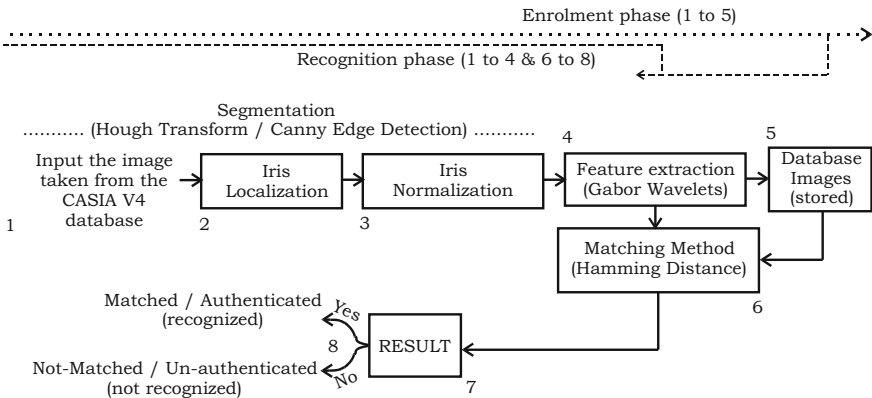 Enrolment phase (1 to 5)
Recognition phase (1 to 4 & 6 to 8)
Segmentation
........... (Hough Transform / Canny Edge Detection) ...........
1
Input the image
taken from the
CASIA V4
database
2
Iris
Localization
3
Iris
Normalization
4
Feature extraction
(Gabor Wavelets)
5
Database
Images
(stored)
Matching Method
(Hamming Distance)
6
RESULT
7
8
Yes
Matched / Authenticated
(recognized)
No
Not-Matched / Un-authenticated
(not recognized)